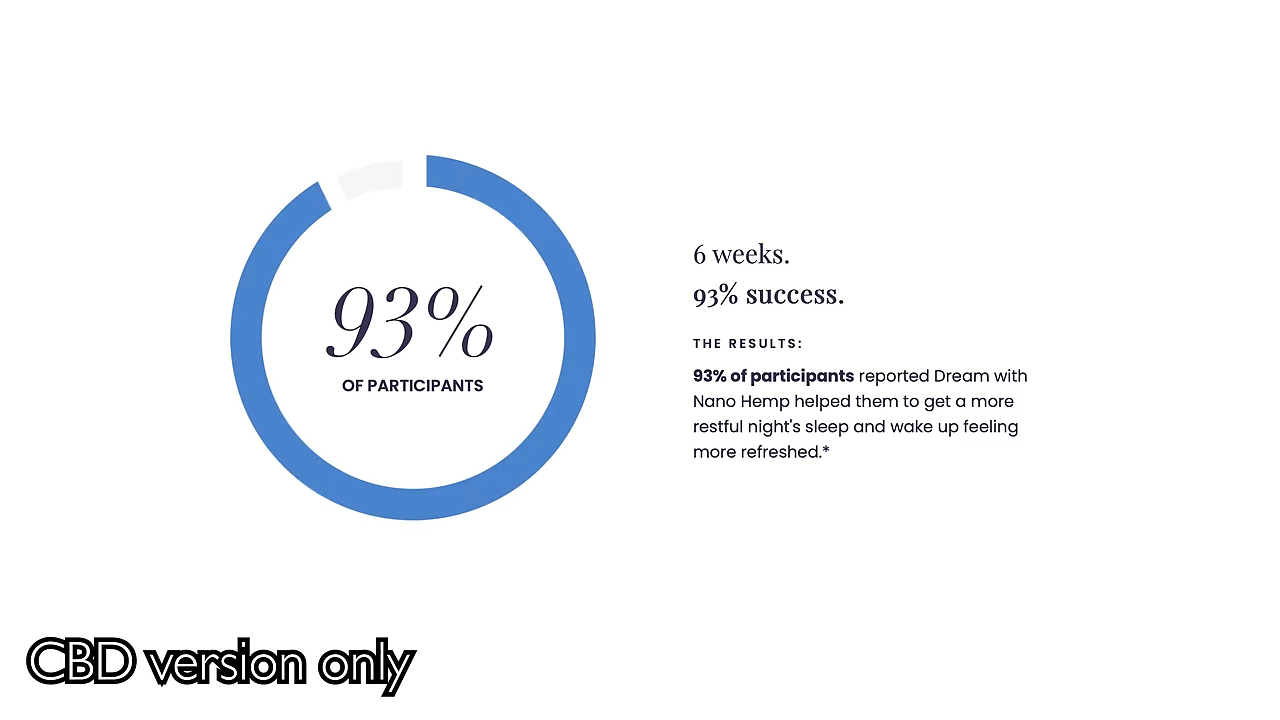 93%
OF PARTICIPANTS
6 weeks.
93% success.
THE RESULTS:
93% of participants reported Dream with
Nano Hemp helped them to get a more
restful night's sleep and wake up feeling
more refreshed.*
CBD version only